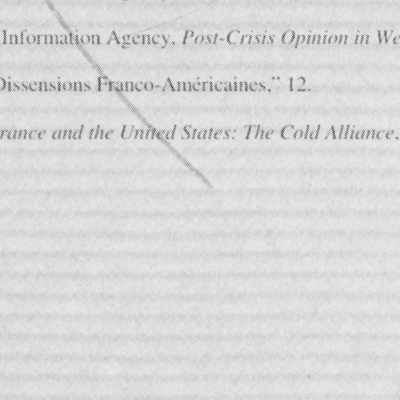 Information Agency, Post-Crisis Opinion in We
Dissensions Franco-Américaines,” 12.
rance and the United States: The Cold Alliance,